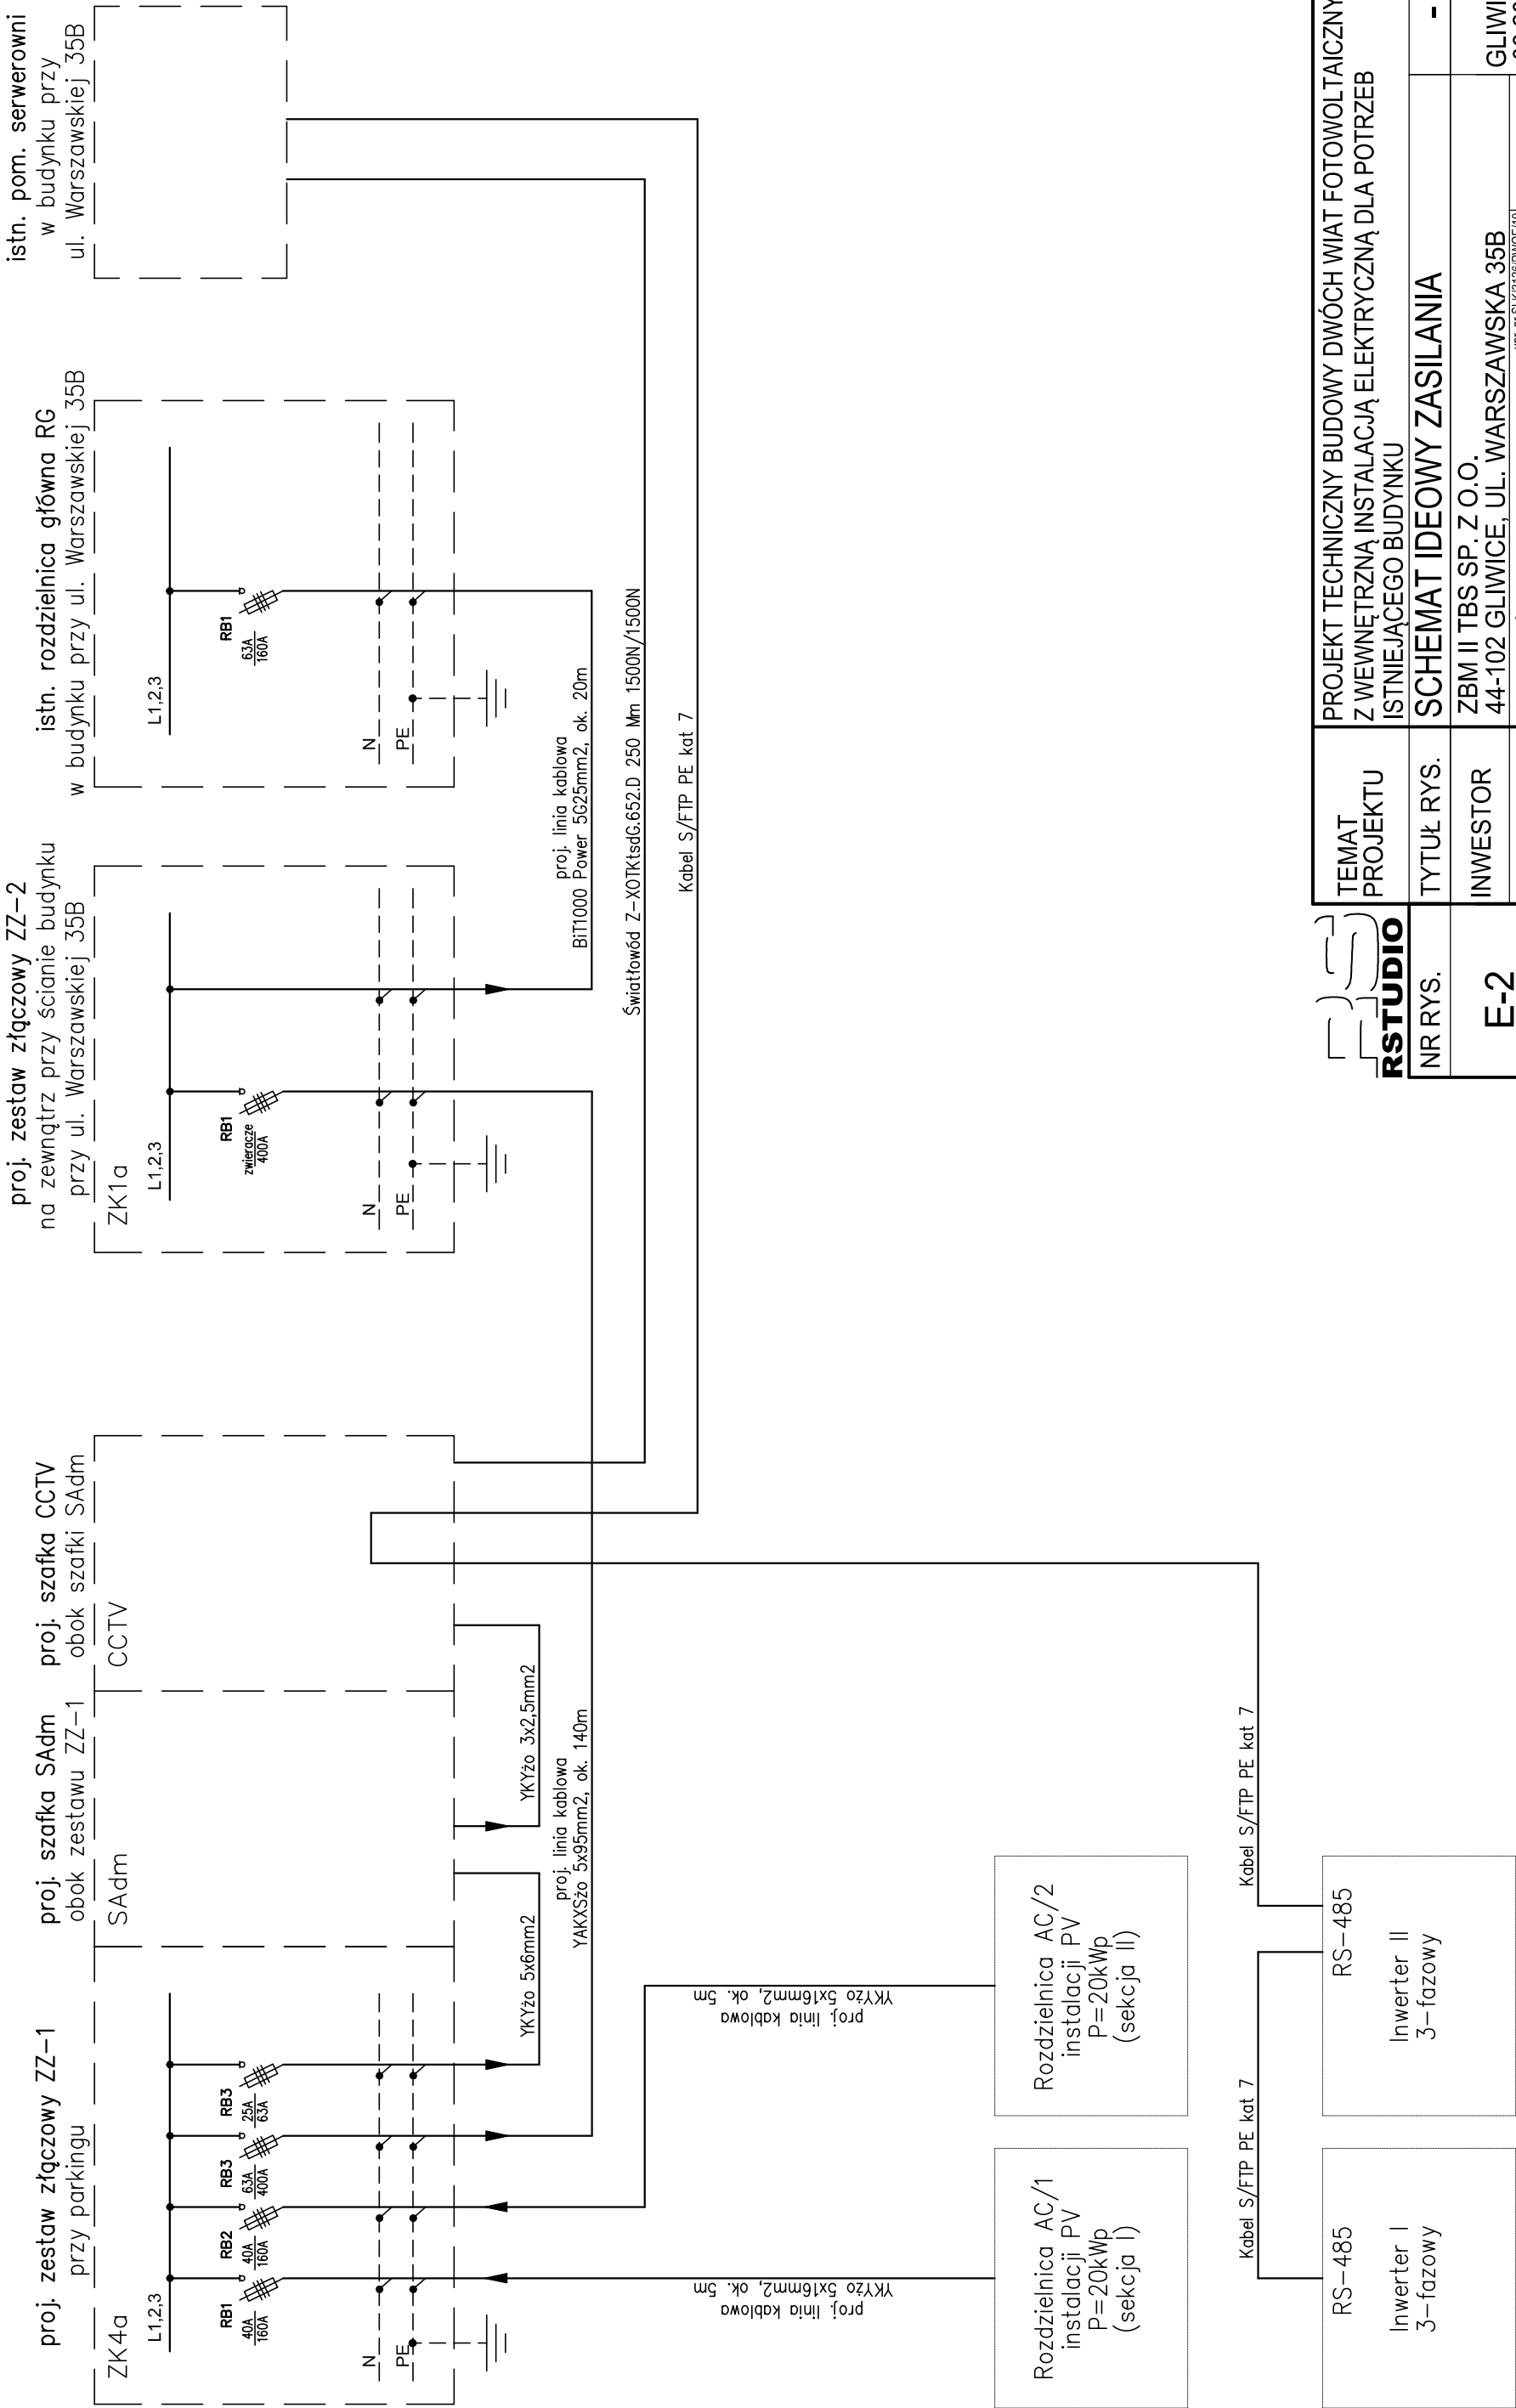 proj. zestaw złączowy ZZ-1
przy parkingu
ZK4a
L1,2,3
RB1
40A
160A
RB2
40A
160A
RB3
63A
400A
RB3
25A
63A
N
PE
proj. szafka SAdm
obok zestawu ZZ-1
SAdm
proj. szafka CCTV
obok szafki SAdm
CCTV
proj. zestaw złączowy ZZ-2
na zewnątrz przy ścianie budynku
przy ul. Warszawskiej 35B
ZK1a
L1,2,3
RB1
zwieracze
400A
N
PE
istn. rozdzielnica główna RG
w budynku przy ul. Warszawskiej 35B
L1,2,3
RB1
63A
160A
N
PE
istn. pom. serwerowni
w budynku przy
ul. Warszawskiej 35B
YKYżo 5x6mm2
YKYżo 3x2,5mm2
proj. linia kablowa
YAKXSżo 5x95mm2, ok. 140m
proj. linia kablowa
BiT1000 Power 5G25mm2, ok. 20m
Światłowód Z-XOTKtsdG.652.D 250 Mm 1500N/1500N
Kabel S/FTP PE kat 7
proj. linia kablowa
YKYżo 5x16mm2, ok. 5m
proj. linia kablowa
YKYżo 5x16mm2, ok. 5m
Rozdzielnica AC/1
instalacji PV
P=20kWp
(sekcja I)
Rozdzielnica AC/2
instalacji PV
P=20kWp
(sekcja II)
Kabel S/FTP PE kat 7
Kabel S/FTP PE kat 7
RS-485
Inwerter I
3-fazowy
RS-485
Inwerter II
3-fazowy
RSTUDIO
TEMAT
PROJEKTU
PROJEKT TECHNICZNY BUDOWY DWÓCH WIAT FOTOWOLTAICZNY
Z WEWNĘTRZNĄ INSTALACJĄ ELEKTRYCZNĄ DLA POTRZEB
ISTNIEJĄCEGO BUDYNKU
NR RYS.
TYTUŁ RYS.
SCHEMAT IDEOWY ZASILANIA
-
E-2
INWESTOR
ZBM II TBS SP. Z O.O.
44-102 GLIWICE, UL. WARSZAWSKA 35B
GLIWI